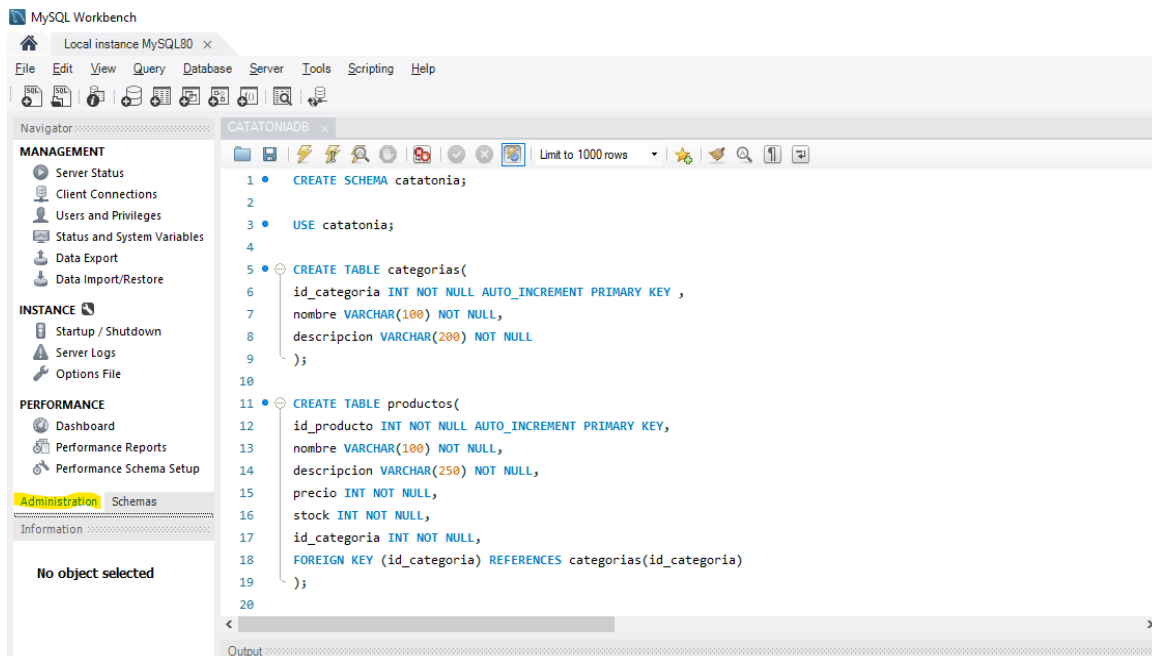 MySQL Workbench
Local instance MySQL80 ×
File Edit View Query Database Server Tools Scripting Help
Navigator
MANAGEMENT
Server Status
Client Connections
Users and Privileges
Status and System Variables
Data Export
Data Import/Restore
INSTANCE
Startup / Shutdown
Server Logs
Options File
PERFORMANCE
Dashboard
Performance Reports
Performance Schema Setup
Administration Schemas
Information
No object selected
CATATONIADB ×
Limit to 1000 rows
1 CREATE SCHEMA catatonia;
2
3 USE catatonia;
4
5 CREATE TABLE categorias(
6 id_categoria INT NOT NULL AUTO_INCREMENT PRIMARY KEY ,
7 nombre VARCHAR(100) NOT NULL,
8 descripcion VARCHAR(200) NOT NULL
9 );
10
11 CREATE TABLE productos(
12 id_producto INT NOT NULL AUTO_INCREMENT PRIMARY KEY,
13 nombre VARCHAR(100) NOT NULL,
14 descripcion VARCHAR(250) NOT NULL,
15 precio INT NOT NULL,
16 stock INT NOT NULL,
17 id_categoria INT NOT NULL,
18 FOREIGN KEY (id_categoria) REFERENCES categorias(id_categoria)
19 );
20
Output